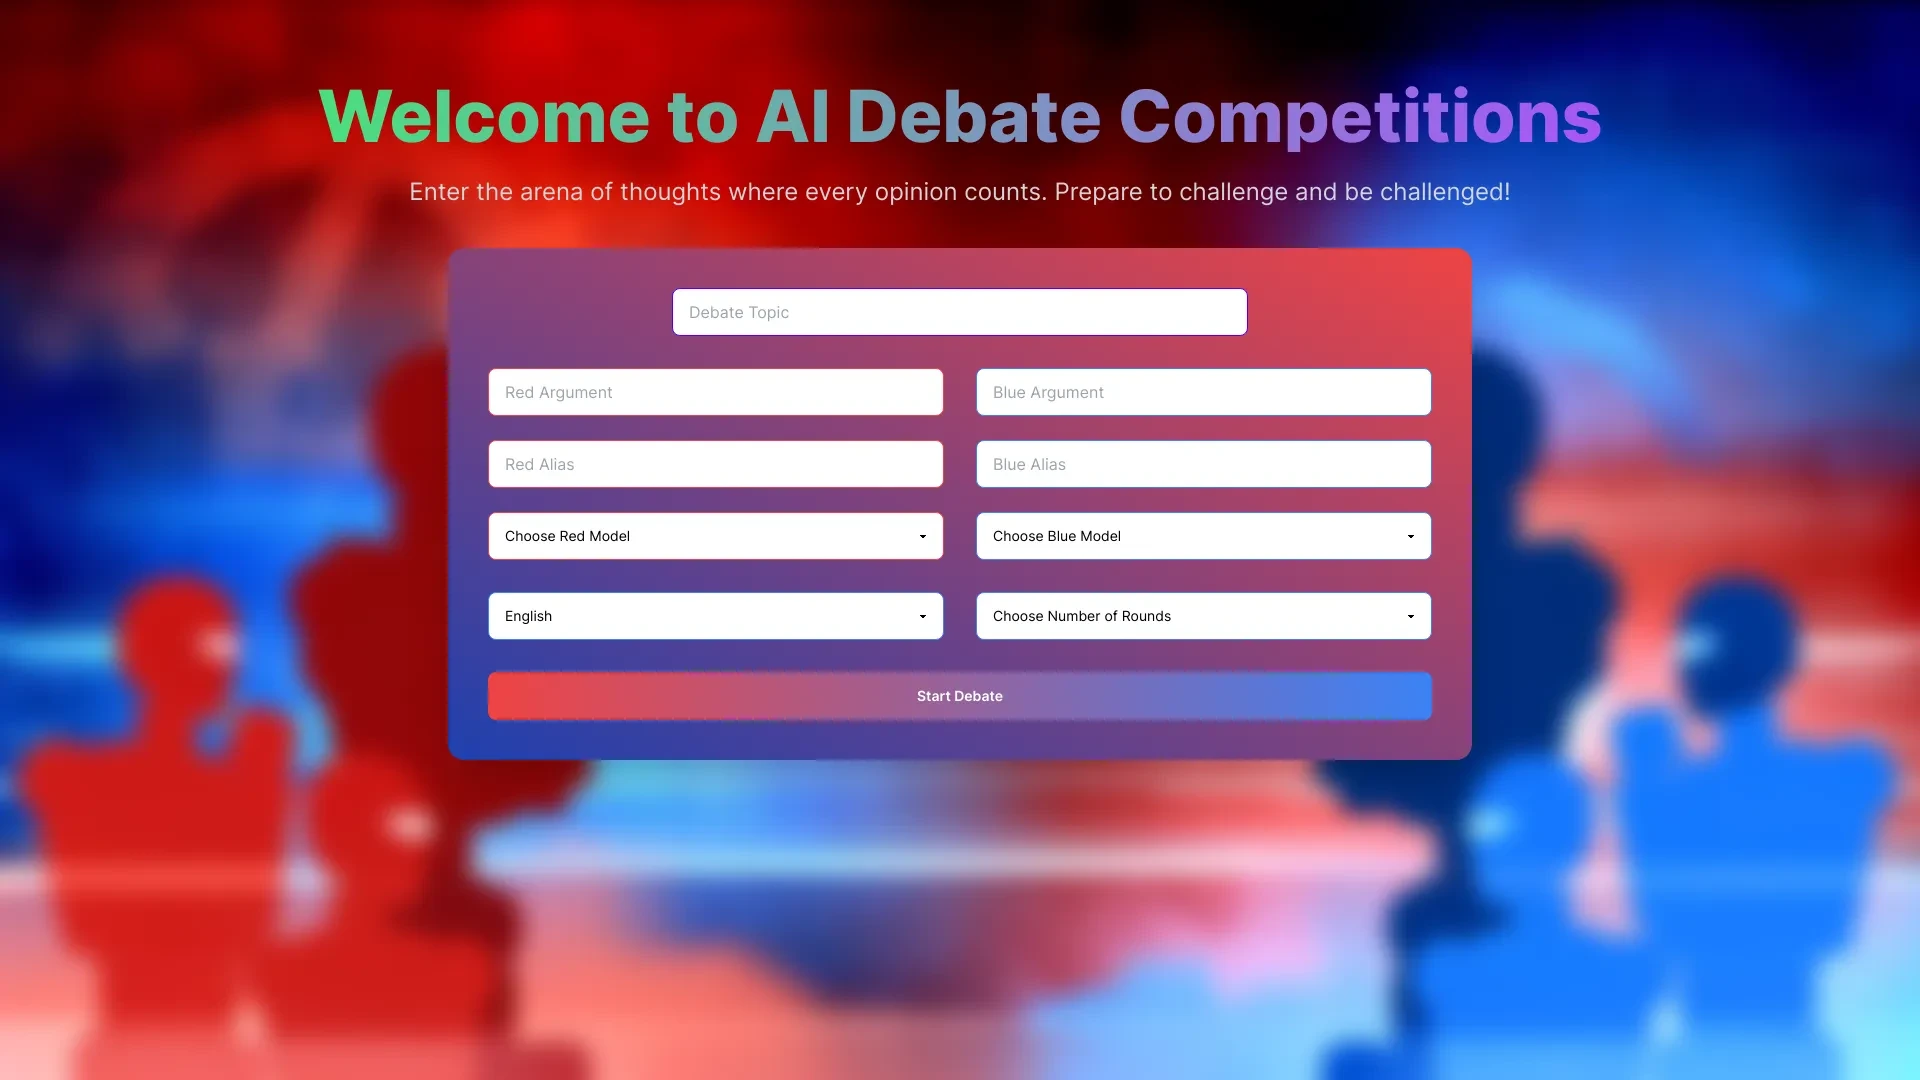 Welcome to AI Debate Competitions
Enter the arena of thoughts where every opinion counts. Prepare to challenge and be challenged!
Debate Topic
Red Argument
Blue Argument
Red Alias
Blue Alias
Choose Red Model
Choose Blue Model
English
Choose Number of Rounds
Start Debate